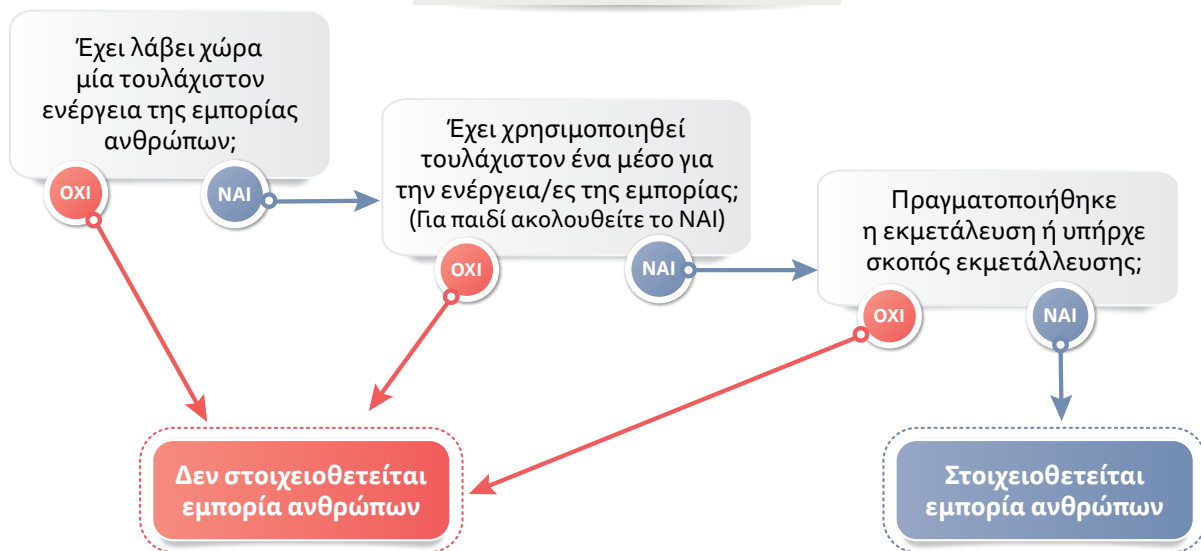 Έχει λάβει χώρα
μία τουλάχιστον
ενέργεια της εμπορίας
ανθρώπων;
ΟΧΙ
ΝΑΙ
Έχει χρησιμοποιηθεί
τουλάχιστον ένα μέσο για
την ενέργεια/ες της εμπορίας;
(Για παιδί ακολουθείτε το ΝΑΙ)
ΟΧΙ
ΝΑΙ
Πραγματοποιήθηκε
η εκμετάλευση ή υπήρχε
σκοπός εκμετάλλευσης;
ΟΧΙ
ΝΑΙ
Δεν στοιχειοθετείται
εμπορία ανθρώπων
Στοιχειοθετείται
εμπορία ανθρώπων